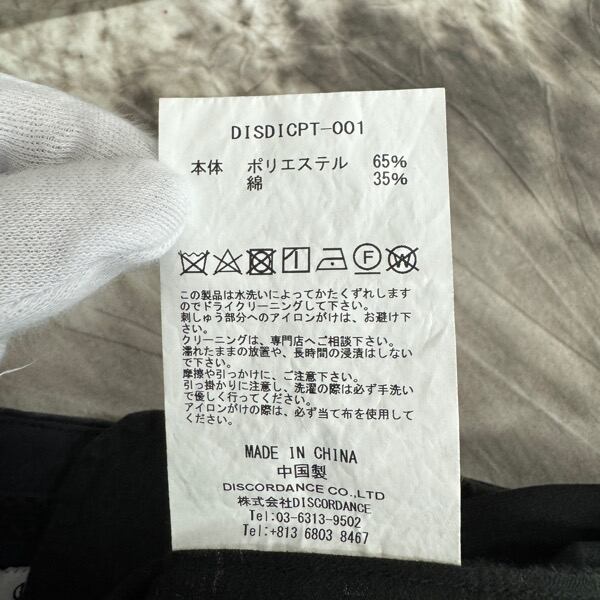 DISDICPT-001
本体 ポリエステル 65%
綿 35%
この製品は水洗いによってかたくずれします
のでドライクリーニングして下さい。
刺しゅう部分へのアイロンがけは、お避け下
さい。
クリーニングは、専門店へご相談下さい。
濡れたままの放置や、長時間の浸漬はしない
で下さい。
摩擦や引っかけに、ご注意下さい。
引っ掛かりに注意し、洗濯の際は必ず手洗い
で優しく行ってください。
アイロンがけの際は、必ず当て布を使用して
ください。
MADE IN CHINA
中国製
DISCORDANCE CO.,LTD
株式会社DISCORDANCE
Tel:03-6313-9502
Tel:+813 6803 8467